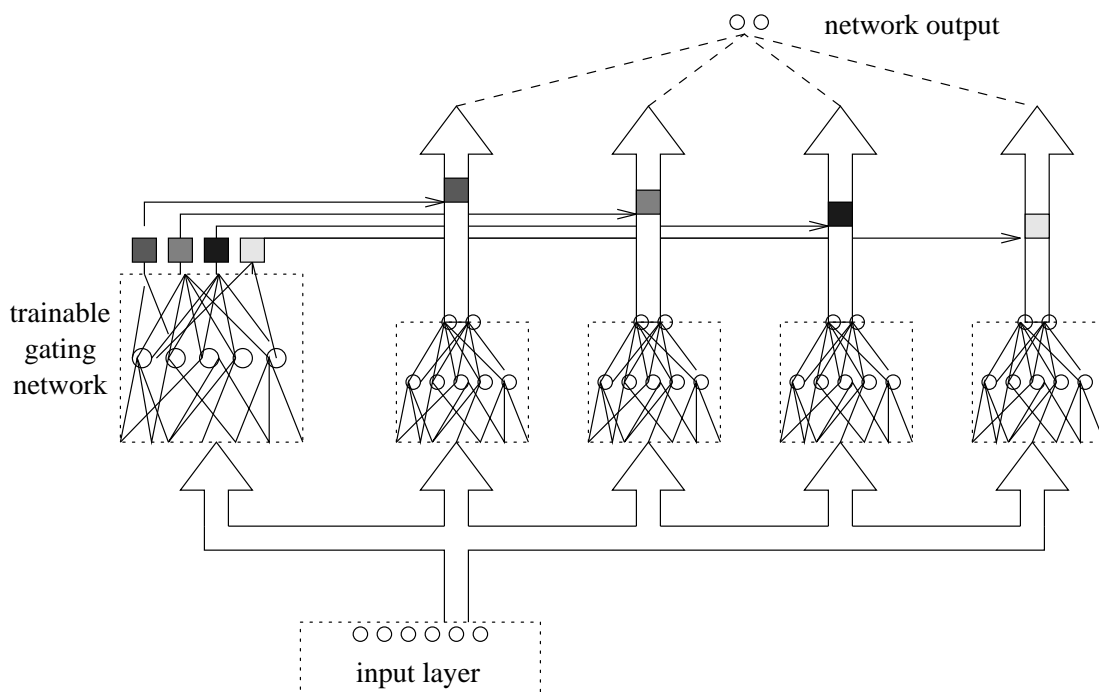 network output
trainable
gating
network
input layer